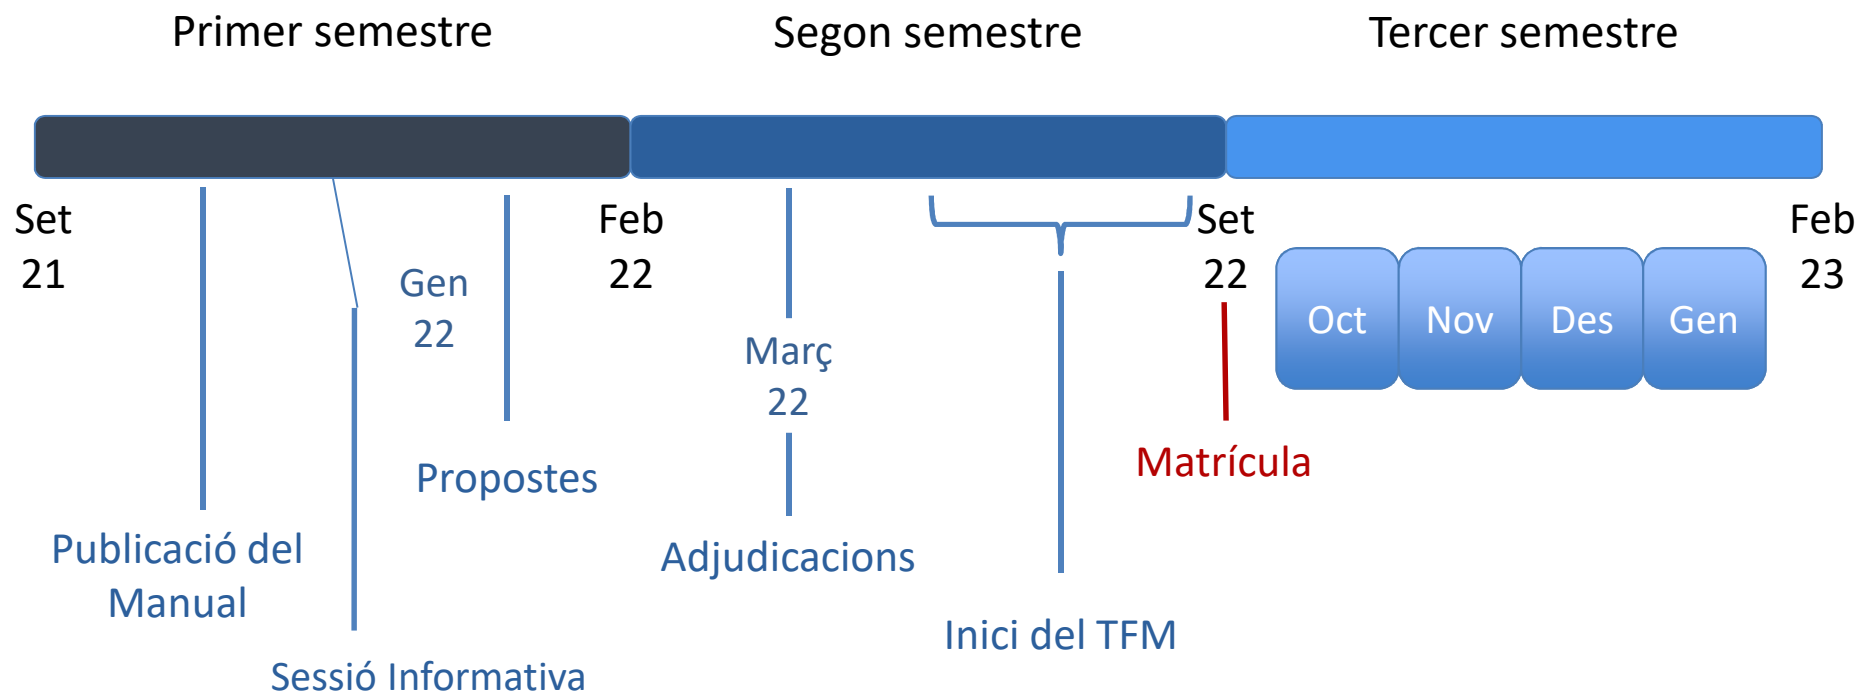 Primer semestre
Segon semestre
Tercer semestre
Set
21
Feb
22
Set
22
Feb
23
Gen
22
Març
22
Oct
Nov
Des
Gen
Propostes
Matrícula
Publicació del
Manual
Adjudicacions
Inici del TFM
Sessió Informativa